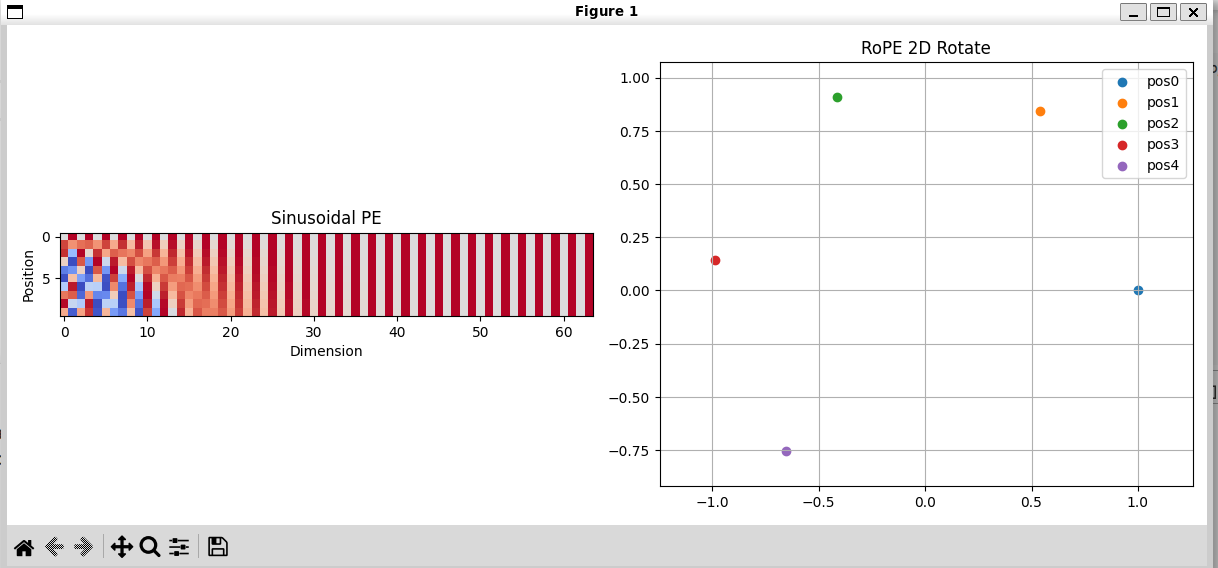 Figure 1
Sinusoidal PE
Position
0
5
0 10 20 30 40 50 60
Dimension
RoPE 2D Rotate
1.00
0.75
0.50
0.25
0.00
−0.25
−0.50
−0.75
−1.0 −0.5 0.0 0.5 1.0
pos0
pos1
pos2
pos3
pos4